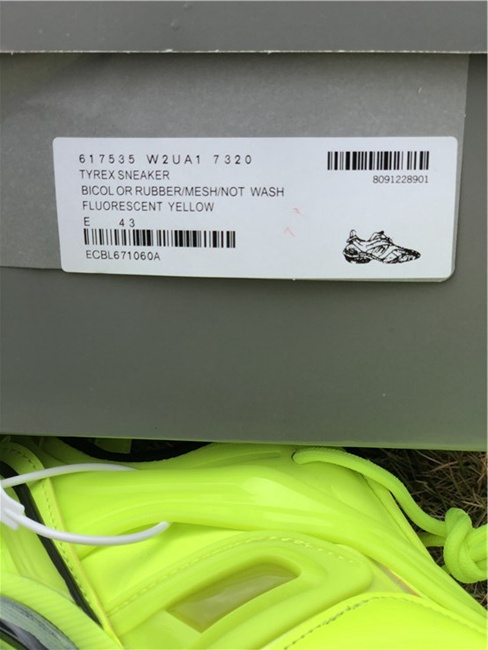 617535 W2UA1 7320
8091228901
TYREX SNEAKER
BICOLOR RUBBER/MESH/NOT WASH
FLUORESCENT YELLOW
E 43
ECBL671060A